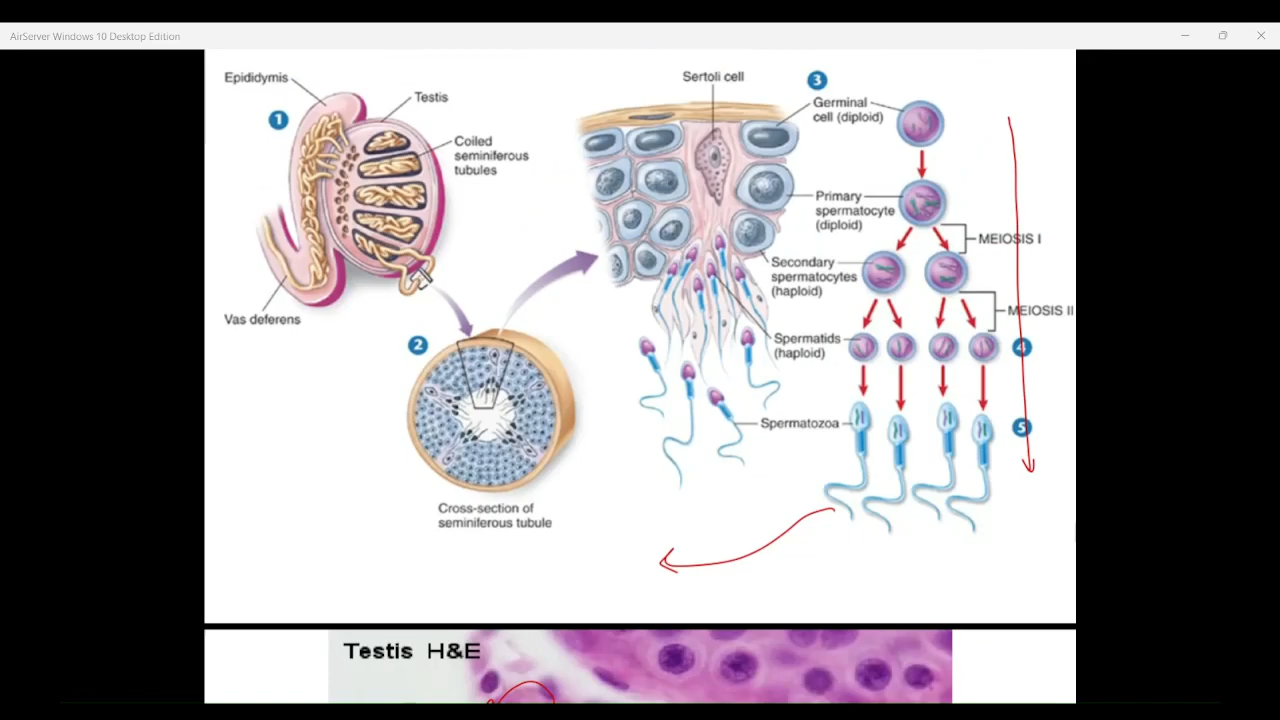 AirServer Windows 10 Desktop Edition
Epididymis
1
Testis
Coiled
seminiferous
tubules
Vas deferens
2
Cross-section of
seminiferous tubule
Sertoli cell
3
Germinal
cell (diploid)
Primary
spermatocyte
(diploid)
MEIOSIS I
Secondary
spermatocytes
(haploid)
MEIOSIS II
Spermatids
(haploid)
4
Spermatozoa
5
Testis H&E